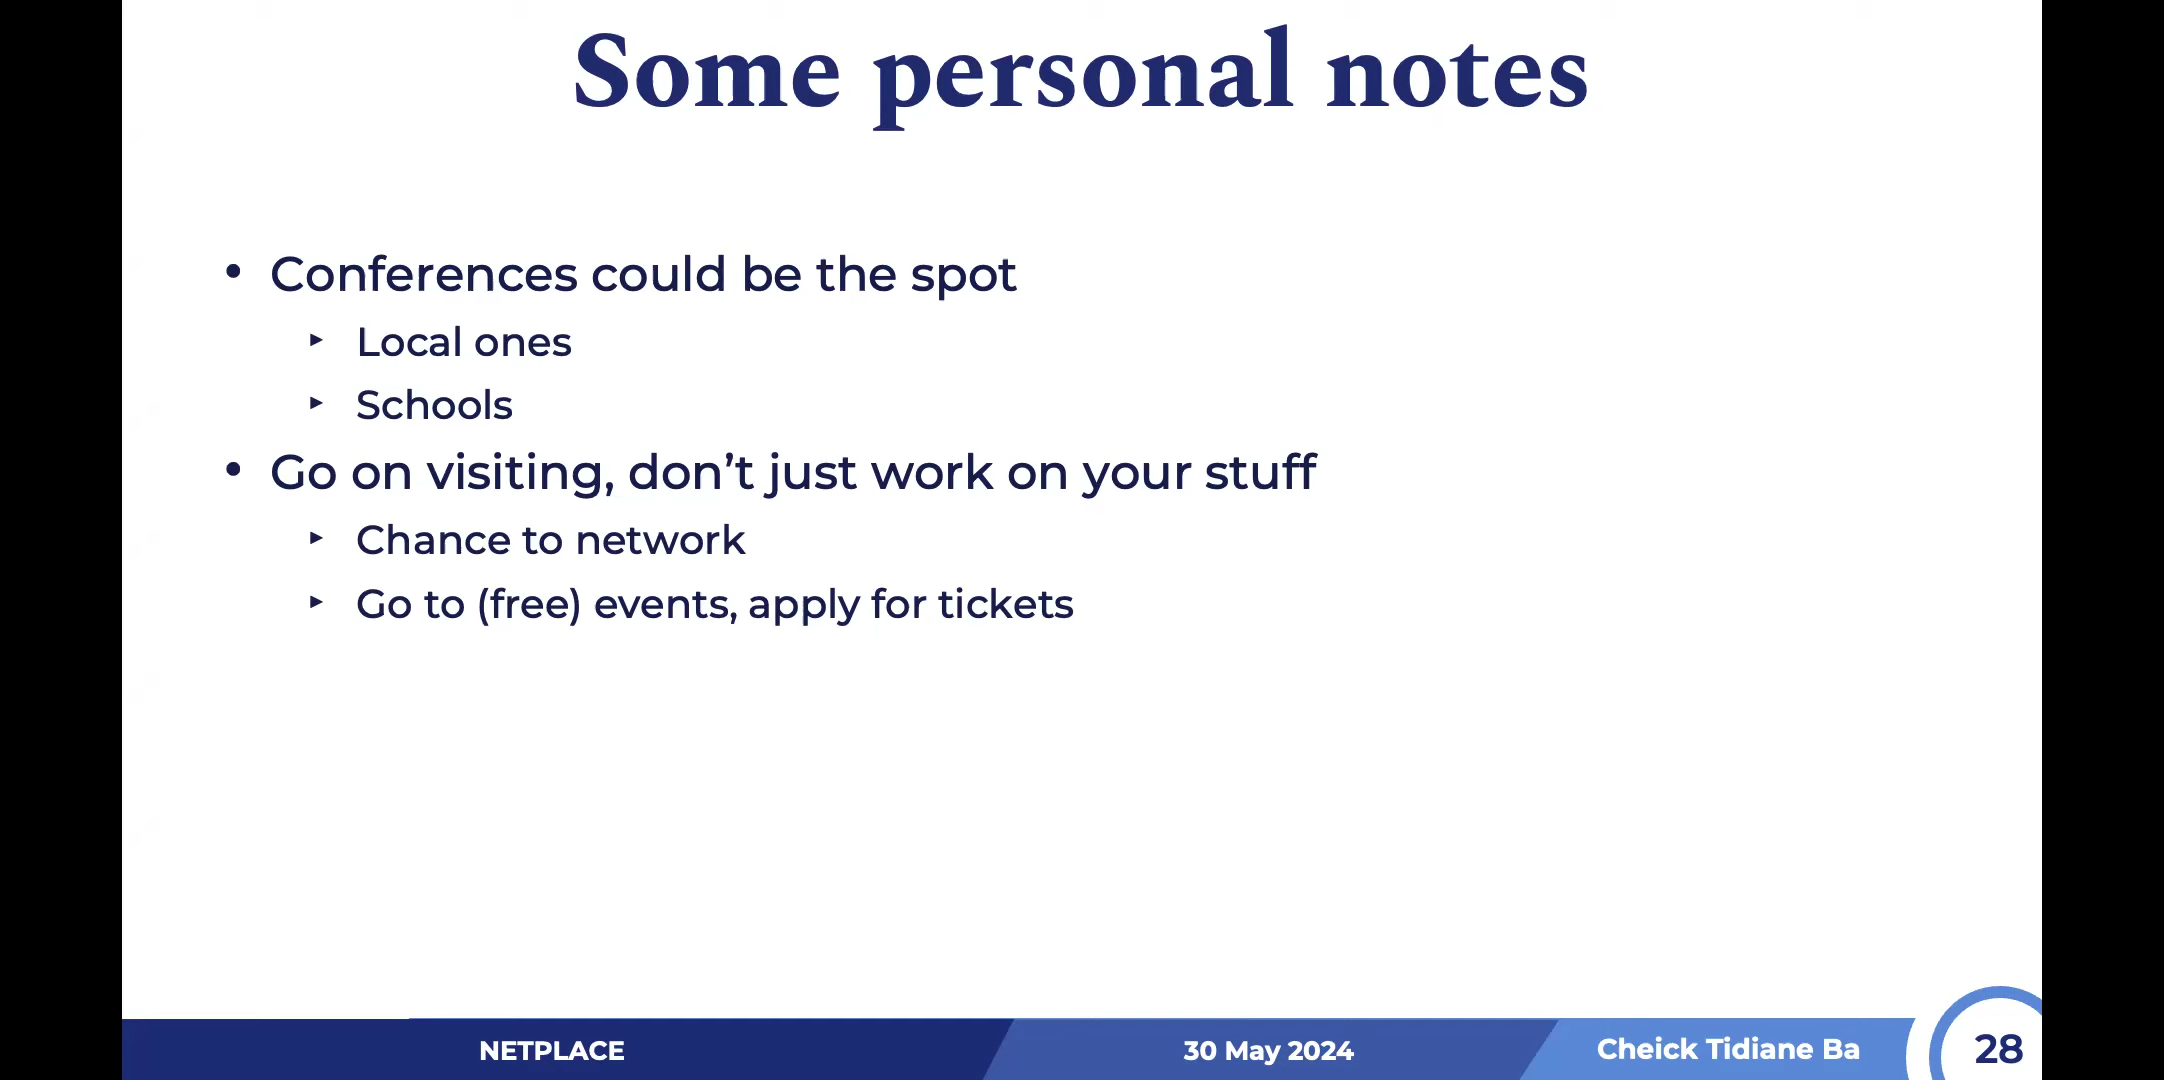 Some personal notes
• Conferences could be the spot
‣ Local ones
‣ Schools
• Go on visiting, don’t just work on your stuff
‣ Chance to network
‣ Go to (free) events, apply for tickets
NETPLACE
30 May 2024
Cheick Tidiane Ba
28